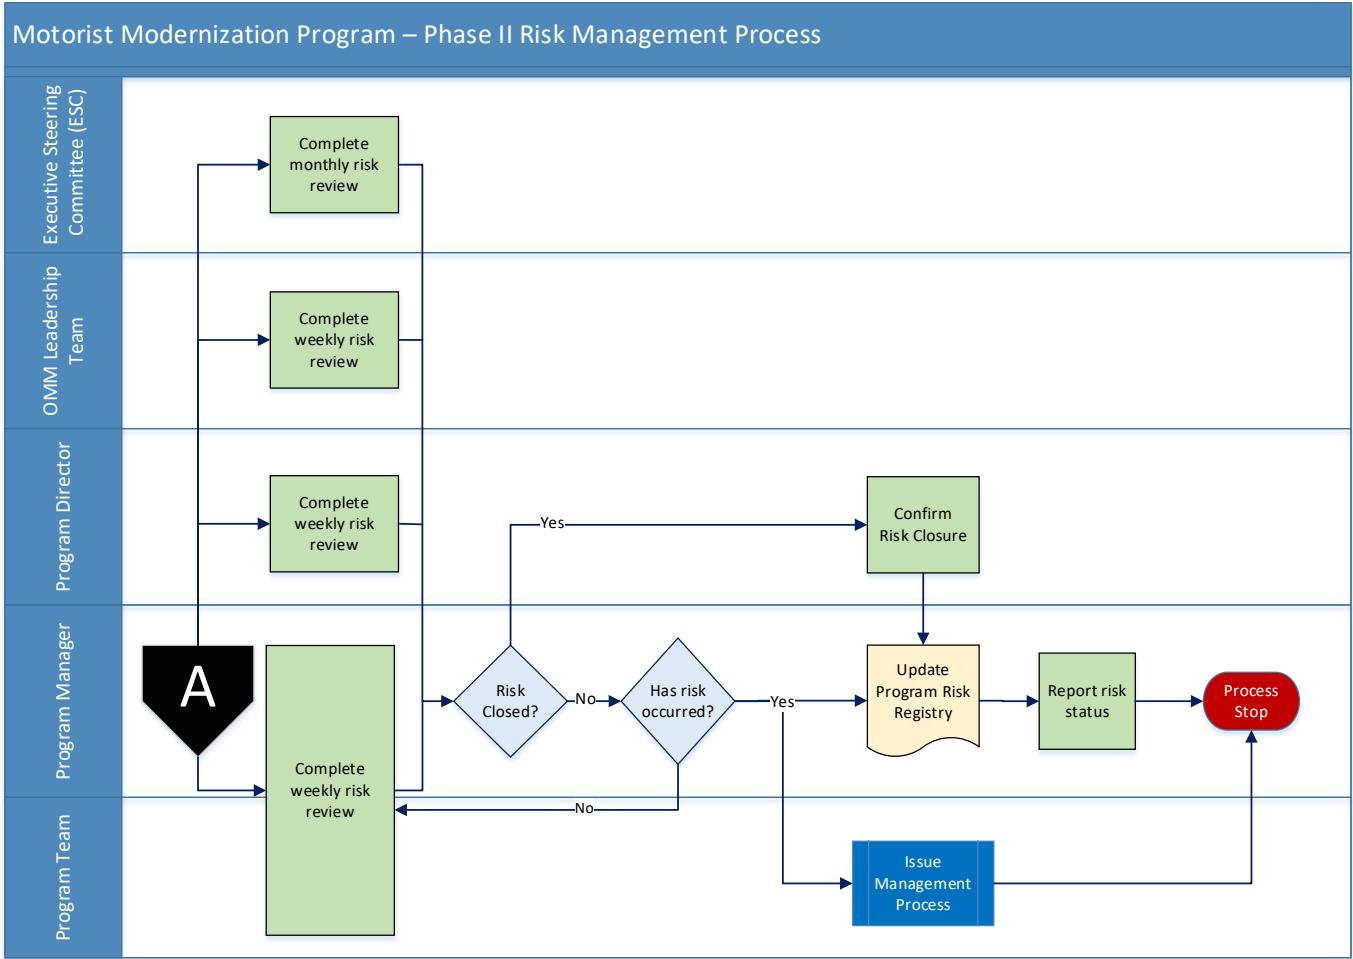 Motorist Modernization Program – Phase II Risk Management Process
Executive Steering
Committee (ESC)
Complete
monthly risk
review
OMM Leadership
Team
Complete
weekly risk
review
Program Director
Complete
weekly risk
review
Yes
Confirm
Risk Closure
Program Manager
A
Complete
weekly risk
review
Risk
Closed?
No
Has risk
occurred?
Yes
Update
Program Risk
Registry
Report risk
status
Process
Stop
No
Program Team
Issue
Management
Process